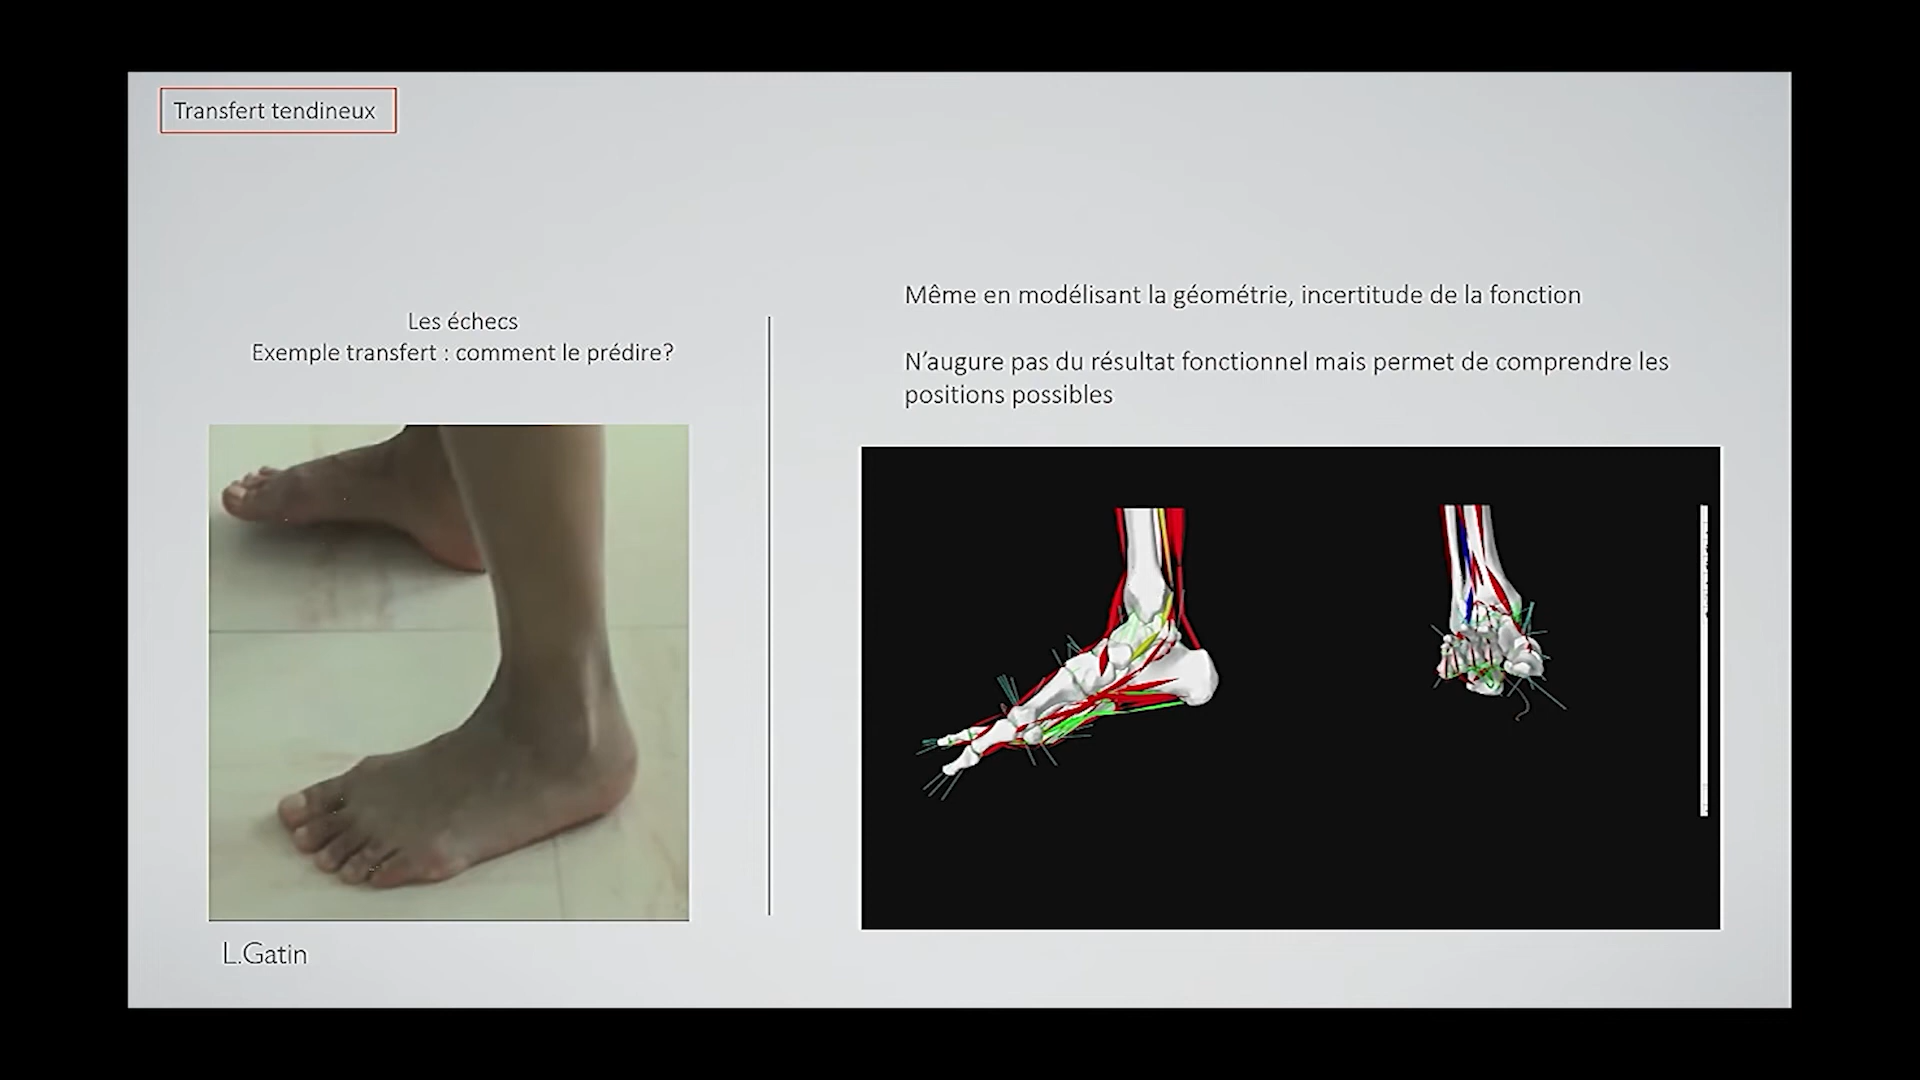 Transfert tendineux
Les échecs
Exemple transfert : comment le prédire?
Même en modélisant la géométrie, incertitude de la fonction
N’augure pas du résultat fonctionnel mais permet de comprendre les
positions possibles
L.Gatin